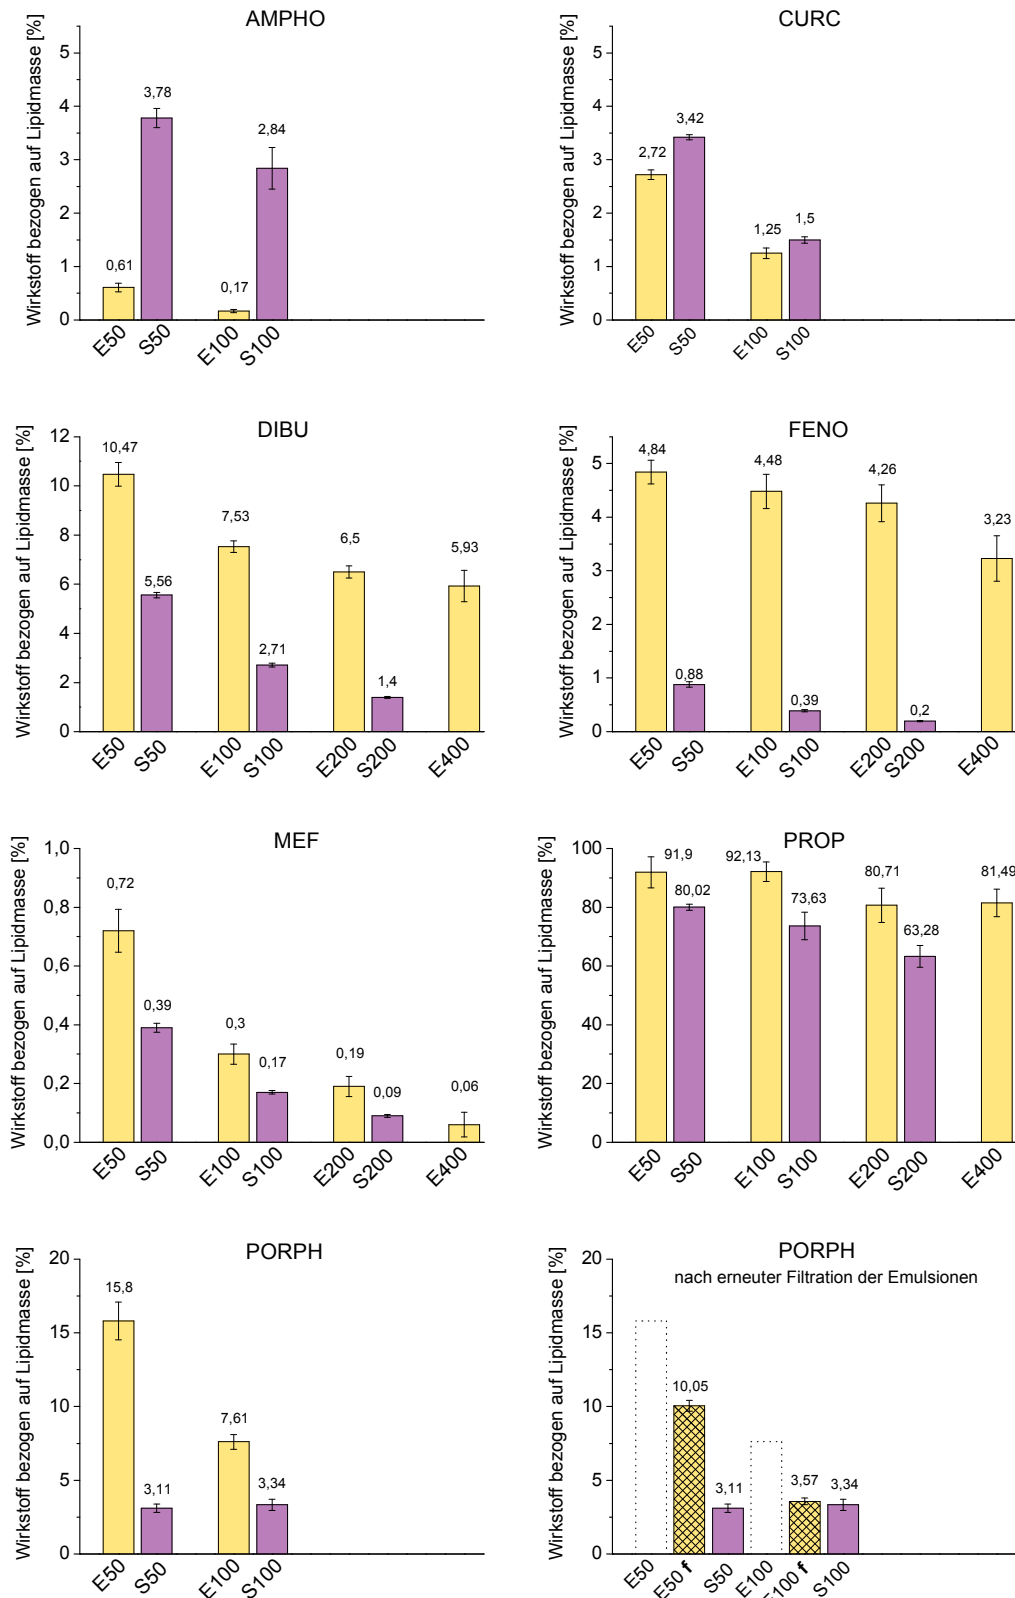 AMPHO
Wirkstoff bezogen auf Lipidmasse [%]
5
4
3
2
1
0
0,61
3,78
0,17
2,84
E50
S50
E100
S100
CURC
Wirkstoff bezogen auf Lipidmasse [%]
5
4
3
2
1
0
2,72
3,42
1,25
1,5
E50
S50
E100
S100
DIBU
Wirkstoff bezogen auf Lipidmasse [%]
12
10
8
6
4
2
0
10,47
5,56
7,53
2,71
6,5
1,4
5,93
E50
S50
E100
S100
E200
S200
E400
FENO
Wirkstoff bezogen auf Lipidmasse [%]
5
4
3
2
1
0
4,84
0,88
4,48
0,39
4,26
0,2
3,23
E50
S50
E100
S100
E200
S200
E400
MEF
Wirkstoff bezogen auf Lipidmasse [%]
1,0
0,8
0,6
0,4
0,2
0,0
0,72
0,39
0,3
0,17
0,19
0,09
0,06
E50
S50
E100
S100
E200
S200
E400
PROP
Wirkstoff bezogen auf Lipidmasse [%]
100
80
60
40
20
0
91,9
80,02
92,13
73,63
80,71
63,28
81,49
E50
S50
E100
S100
E200
S200
E400
PORPH
Wirkstoff bezogen auf Lipidmasse [%]
20
15
10
5
0
15,8
3,11
7,61
3,34
E50
S50
E100
S100
PORPH
nach erneuter Filtration der Emulsionen
Wirkstoff bezogen auf Lipidmasse [%]
20
15
10
5
0
10,05
3,11
3,57
3,34
E50
E50 f
S50
E100
E100 f
S100